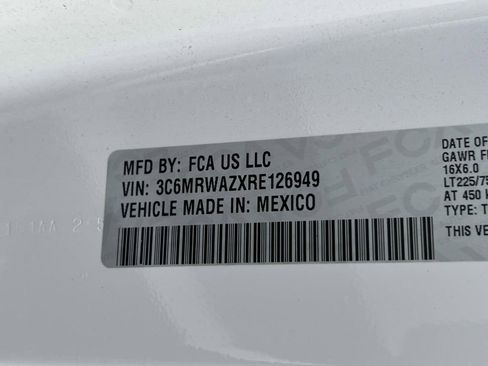 MFD BY: FCA US LLC
VIN: 3C6MRWAZXRE126949
VEHICLE MADE IN: MEXICO
DATE OF
GAWR F
16X6.0
LT225/75
AT 450
TYPE: T
THIS VE